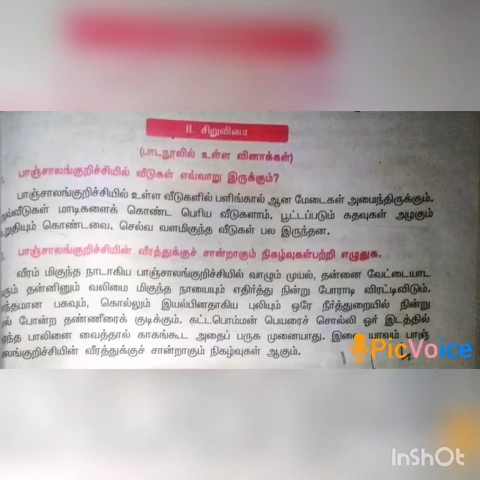 II. சிறுவினா
(பாடநூலில் உள்ள வினாக்கள்)
பாஞ்சாலங்குறிச்சியில் வீடுகள் எவ்வாறு இருக்கும்?
பாஞ்சாலங்குறிச்சியில் உள்ள வீடுகளில் பளிங்கால் ஆன மேடைகள் அமைந்திருக்கும்.
மாடிகளைக் கொண்ட பெரிய வீடுகளாம். பூட்டப்படும் கதவுகள் அழகும்
கொண்டவை. செல்வ வளமிகுந்த வீடுகள் பல இருந்தன.
பாஞ்சாலங்குறிச்சியின் வீரத்துக்குச் சான்றாகும் நிகழ்வுகள்பற்றி எழுதுக.
வீரம் மிகுந்த நாடாகிய பாஞ்சாலங்குறிச்சியில் வாழும் முயல், தன்னை வேட்டையாட
தன்னினும் வலிமை மிகுந்த நாயையும் எதிர்த்து நின்று போராடி விரட்டிவிடும்.
பசுவும், கொல்லும் இயல்பினதாகிய புலியும் ஒரே நீர்த்துறையில் நின்று
போன்ற தண்ணீரைக் குடிக்கும். கட்டபொம்மன் பெயரைச் சொல்லி ஓர் இடத்தில்
பாலினை வைத்தால் காகங்கூட அதைப் பருக முனையாது.
வீரத்துக்குச் சான்றாகும் நிகழ்வுகள் ஆகும்.
PicVoice
InShOt